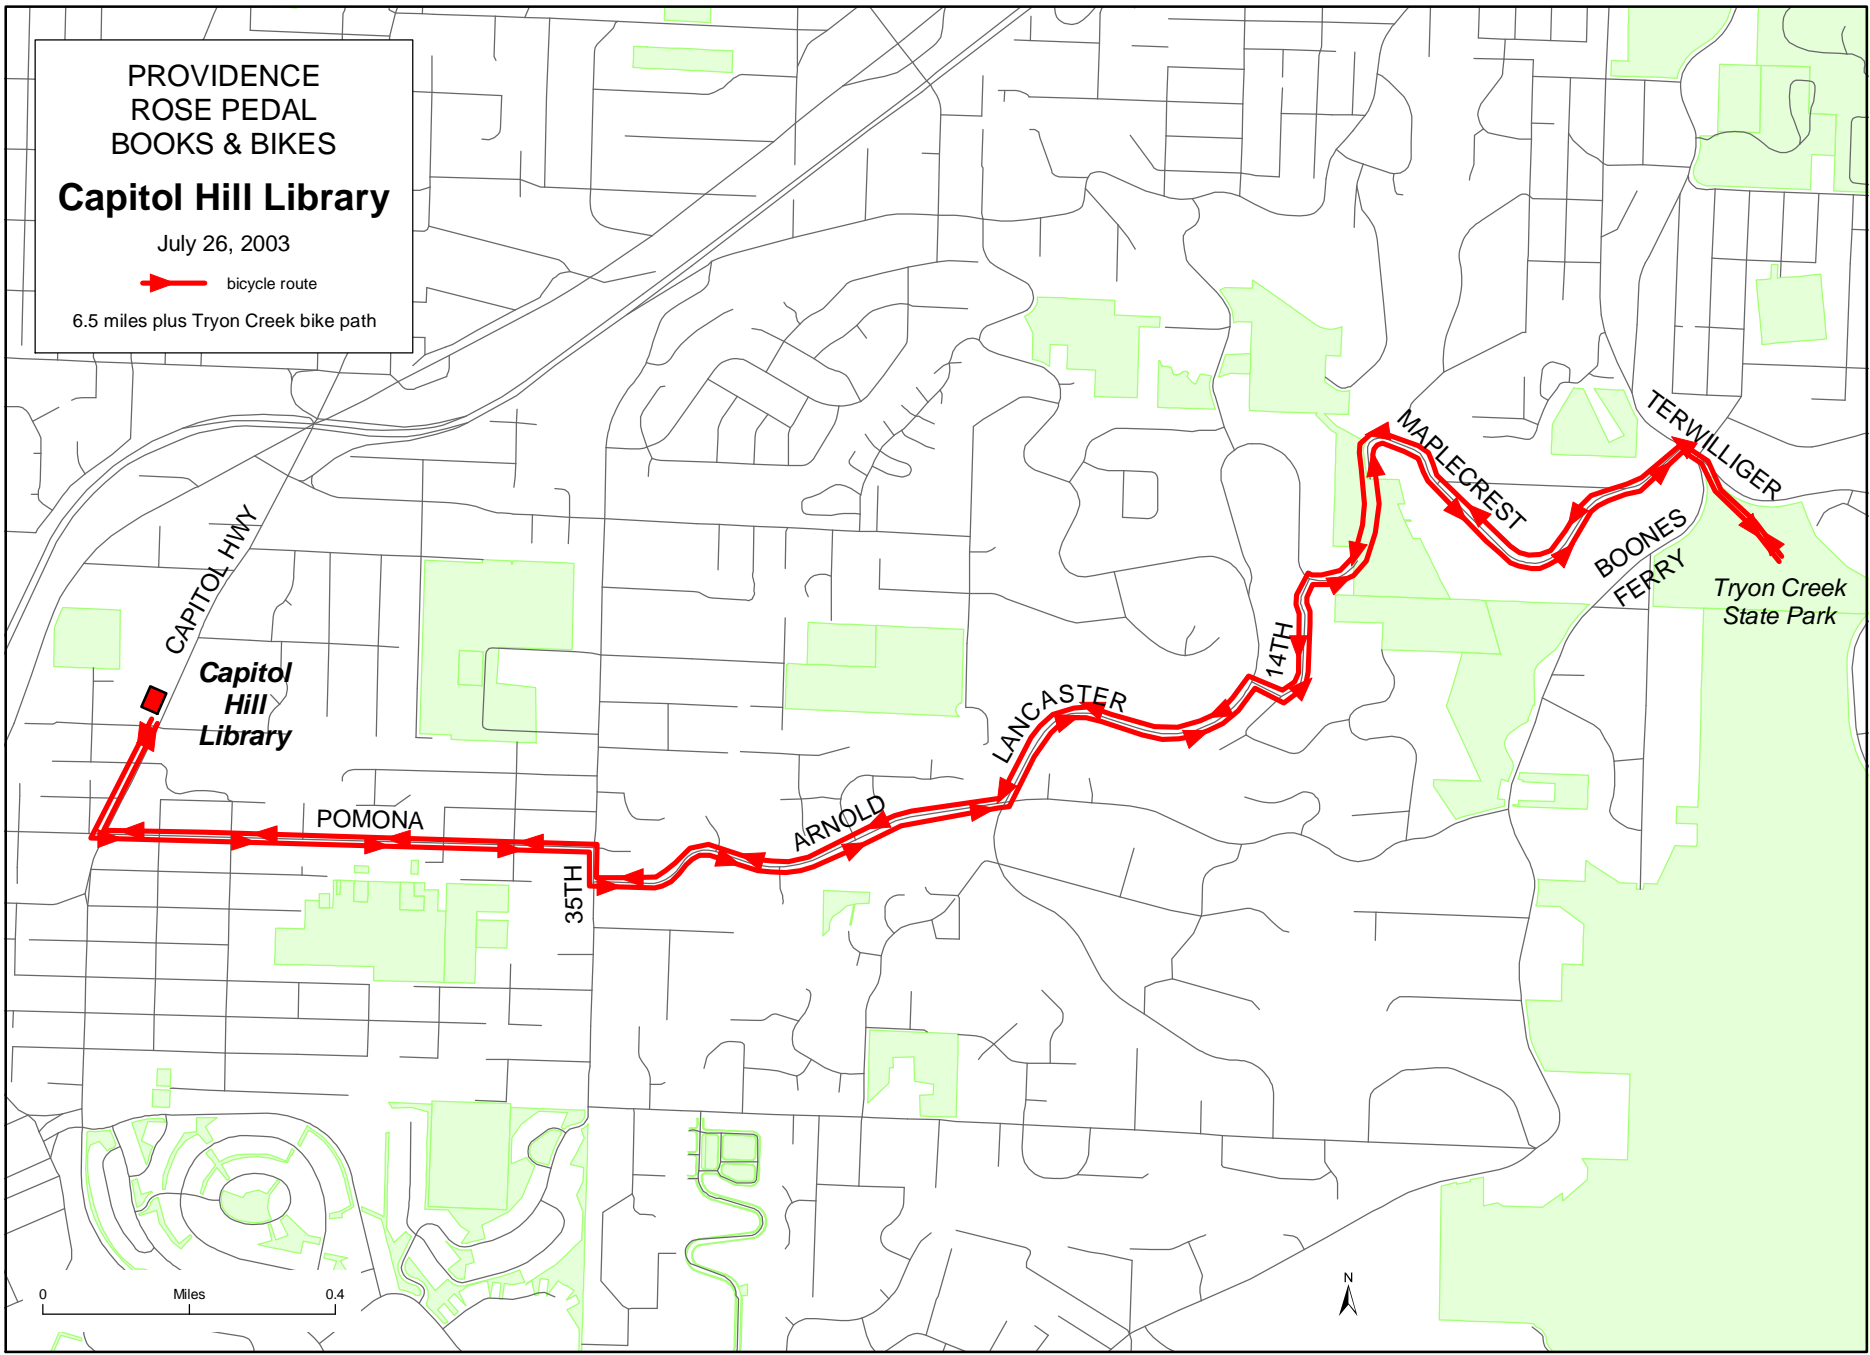 PROVIDENCE
ROSE PEDAL
BOOKS & BIKES
Capitol Hill Library
July 26, 2003
bicycle route
6.5 miles plus Tryon Creek bike path
TERWILLIGER
MAPLECREST
BOONES
FERRY
Tryon Creek
State Park
CAPITOL HWY
14TH
Capitol
Hill
Library
LANCASTER
POMONA
ARNOLD
35TH
0 Miles 0.4
N